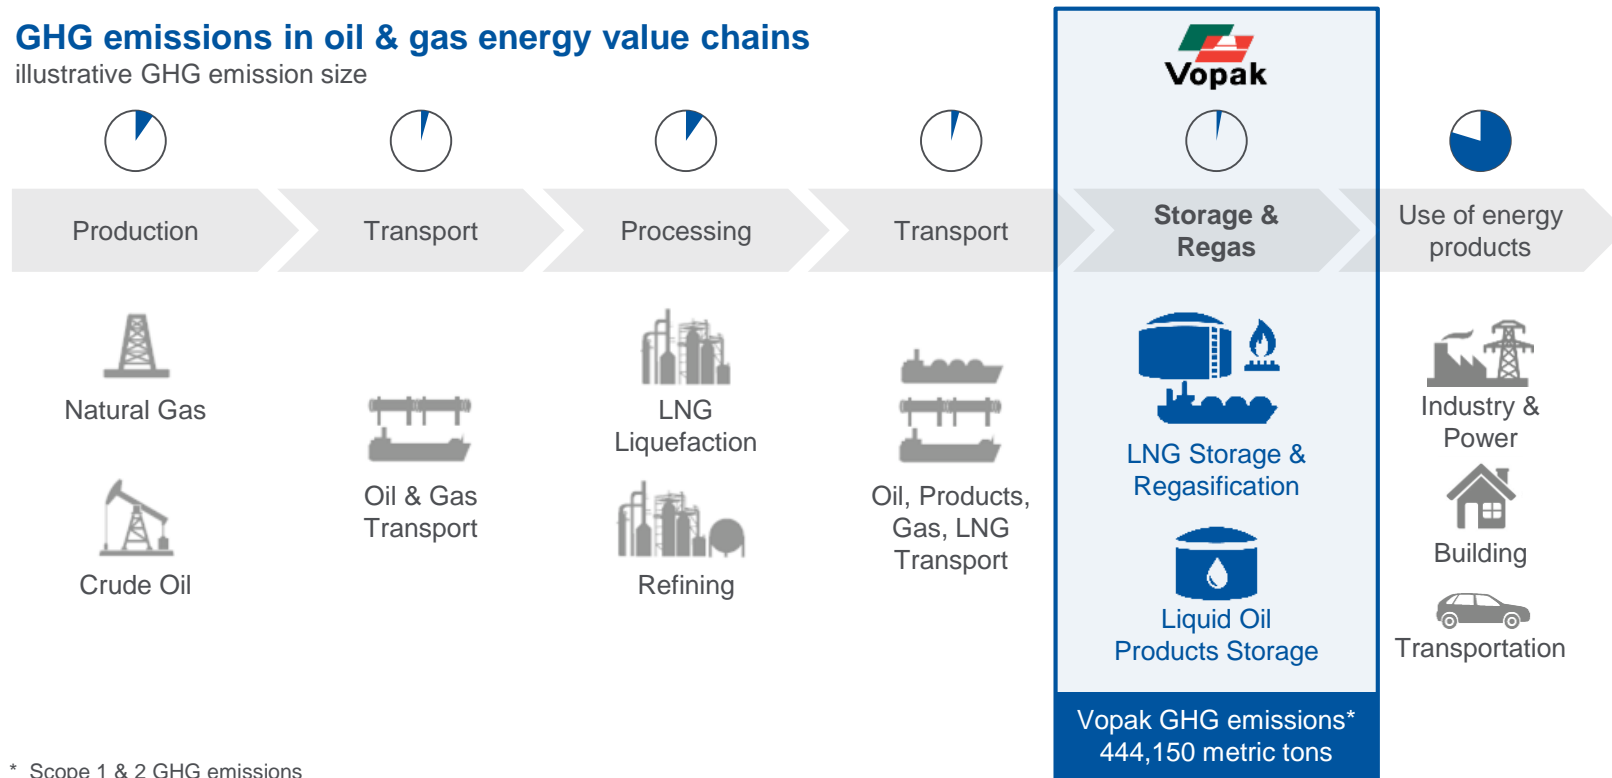 GHG emissions in oil & gas energy value chains
illustrative GHG emission size
Vopak
Production
Transport
Processing
Transport
Storage &
Regas
Use of energy
products
Natural Gas
Crude Oil
Oil & Gas
Transport
LNG
Liquefaction
Refining
Oil, Products,
Gas, LNG
Transport
LNG Storage &
Regasification
Liquid Oil
Products Storage
Industry &
Power
Building
Transportation
Vopak GHG emissions*
444,150 metric tons
* Scope 1 & 2 GHG emissions